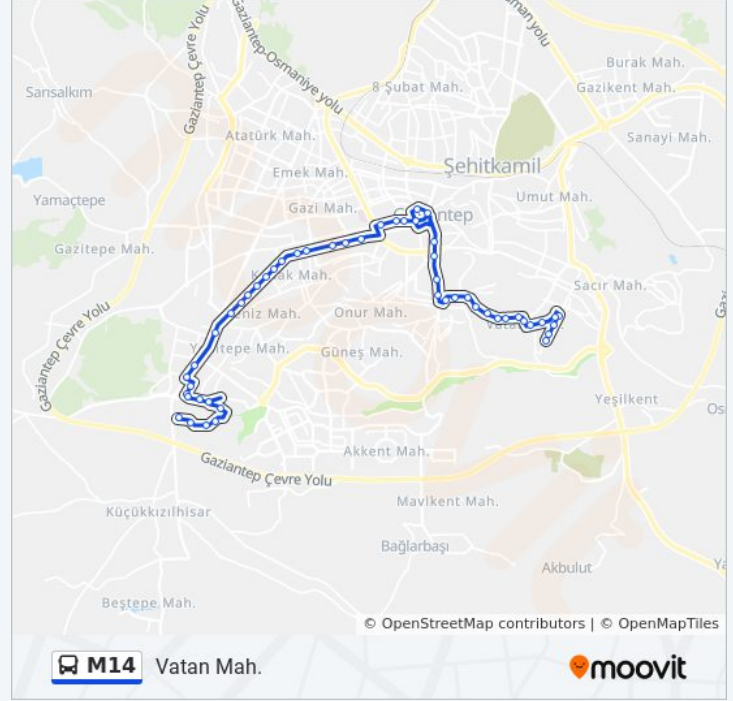 Gaziantep Çevre Yolu
Gaziantep-Osmaniye yolu
man yolu
Burak Mah.
Sarısalkım
8 Şubat Mah.
Gazikent Mah.
Atatürk Mah.
Sanayi Mah.
Şehitkamil
Emek Mah.
Yamaçtepe
Umut Mah.
Gazi Mah.
Gazitepe Mah.
Sacır Mah.
Onur Mah.
Güneş Mah.
Gaziantep Çevre Yolu
Yeşilkent
Os
Akkent Mah.
Gaziantep Çevre Yolu
Mavikent Mah.
Küçükkızılhisar
Bağlarbaşı
Akbulut
Ya
Beştepe Mah.
© OpenStreetMap contributors | © OpenMapTiles
M14 Vatan Mah.
moovit